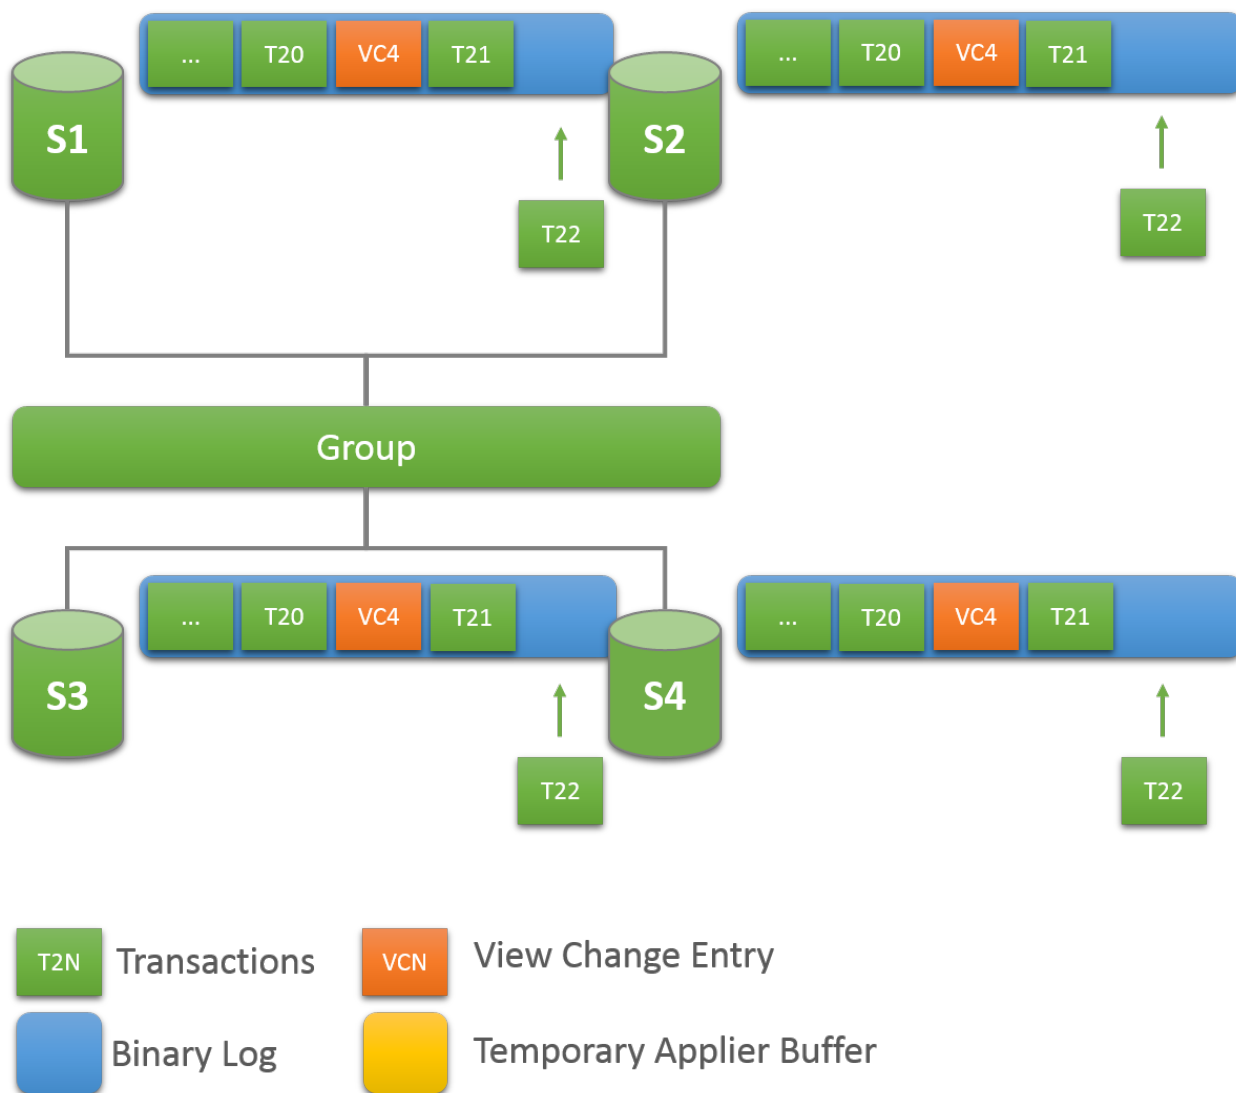 ... T20 VC4 T21
... T20 VC4 T21
S1
S2
T22
T22
Group
... T20 VC4 T21
... T20 VC4 T21
S3
S4
T22
T22
T2N Transactions
VCN View Change Entry
Binary Log
Temporary Applier Buffer